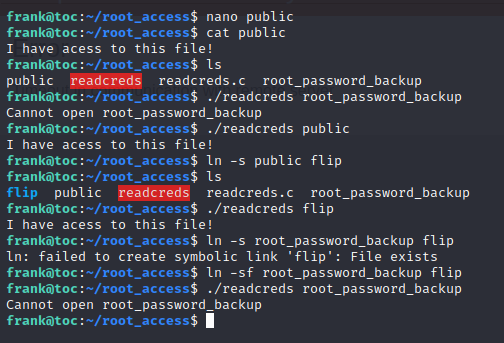 frank@toc:~/root_access$ nano public
frank@toc:~/root_access$ cat public
I have acess to this file!
frank@toc:~/root_access$ ls
public  readcreds  readcreds.c  root_password_backup
frank@toc:~/root_access$ ./readcreds root_password_backup
Cannot open root_password_backup
frank@toc:~/root_access$ ./readcreds public
I have acess to this file!
frank@toc:~/root_access$ ln -s public flip
frank@toc:~/root_access$ ls
flip  public  readcreds  readcreds.c  root_password_backup
frank@toc:~/root_access$ ./readcreds flip
I have acess to this file!
frank@toc:~/root_access$ ln -s root_password_backup flip
ln: failed to create symbolic link 'flip': File exists
frank@toc:~/root_access$ ln -sf root_password_backup flip
frank@toc:~/root_access$ ./readcreds root_password_backup
Cannot open root_password_backup
frank@toc:~/root_access$